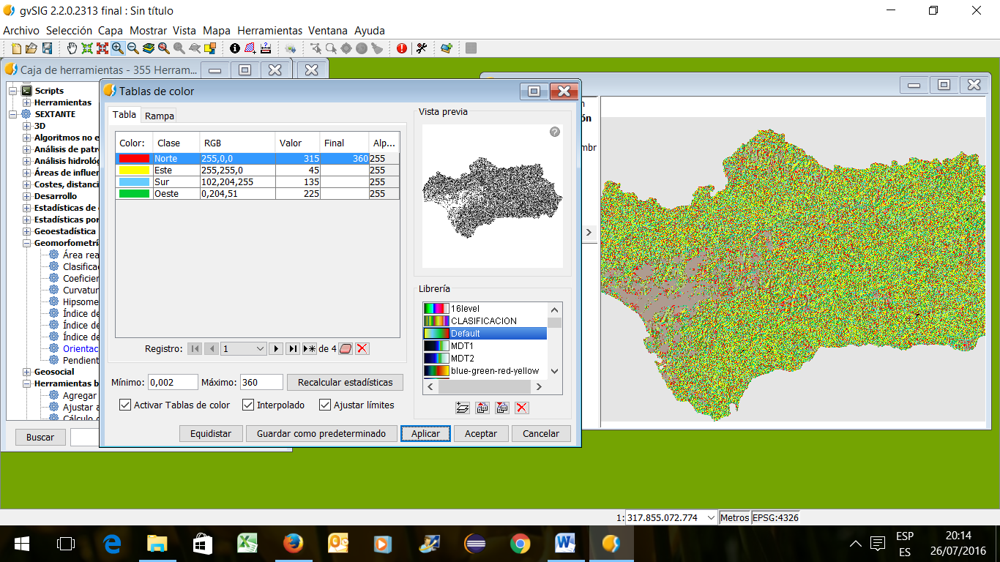 gvSIG 2.2.0.2313 final : Sin título
Archivo Selección Capa Mostrar Vista Mapa Herramientas Ventana Ayuda
Caja de herramientas - 355 Herram...
Scripts
Herramientas
SEXTANTE
3D
Algoritmos no e
Análisis de patr
Análisis hidrológ
Áreas de influen
Costes, distanci
Desarrollo
Estadísticas de
Estadísticas por
Geoestadística
Geomorfometría
Área rea
Clasifica
Coeficien
Curvatur
Hipsome
Índice de
Índice de
Índice de
Orientac
Pendient
Geosocial
Herramientas b
Agregar
Ajustar a
Cálculo
Buscar
Tablas de color
Tabla Rampa
Color: Clase RGB Valor Final Alp...
Norte 255,0,0 315 360 255
Este 255,255,0 45 255
Sur 102,204,255 135 255
Oeste 0,204,51 225 255
Registro: 1 de 4
Mínimo: 0,002 Máximo: 360 Recalcular estadísticas
Activar Tablas de color Interpolado Ajustar límites
Equidistar Guardar como predeterminado Aplicar Aceptar Cancelar
Vista previa
?
Librería
16level
CLASIFICACION
Default
MDT1
MDT2
blue-green-red-yellow
n
ón
mbr
1: 317.855.072.774 Metros EPSG:4326
ESP
ES
20:14
26/07/2016